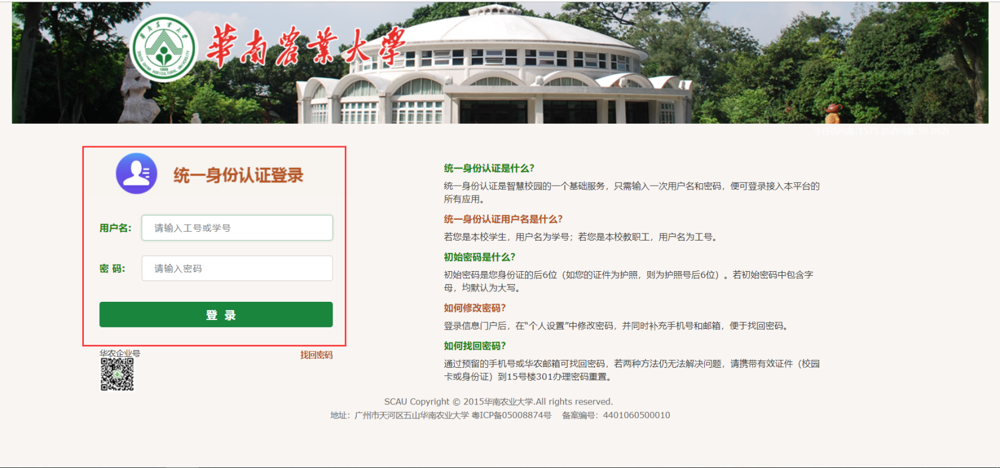 華南農業大學
SOUTH CHINA AGRICULTURAL UNIVERSITY
1909
今日访问量:1575 总访问量:59.06万
统一身份认证登录
用户名:
请输入工号或学号
密 码:
请输入密码
登 录
华农企业号
找回密码
统一身份认证是什么?
统一身份认证是智慧校园的一个基础服务，只需输入一次用户名和密码，便可登录接入本平台的
所有应用。
统一身份认证用户名是什么?
若您是本校学生，用户名为学号；若您是本校教职工，用户名为工号。
初始密码是什么?
初始密码是您身份证的后6位（如您的证件为护照，则为护照号后6位）。若初始密码中包含字
母，均默认为大写。
如何修改密码?
登录信息门户后，在“个人设置”中修改密码，并同时补充手机号和邮箱，便于找回密码。
如何找回密码?
通过预留的手机号或华农邮箱可找回密码，若两种方法仍无法解决问题，请携带有效证件（校园
卡或身份证）到15号楼301办理密码重置。
SCAU Copyright © 2015华南农业大学.All rights reserved.
地址：广州市天河区五山华南农业大学 粤ICP备05008874号 备案编号：4401060500010